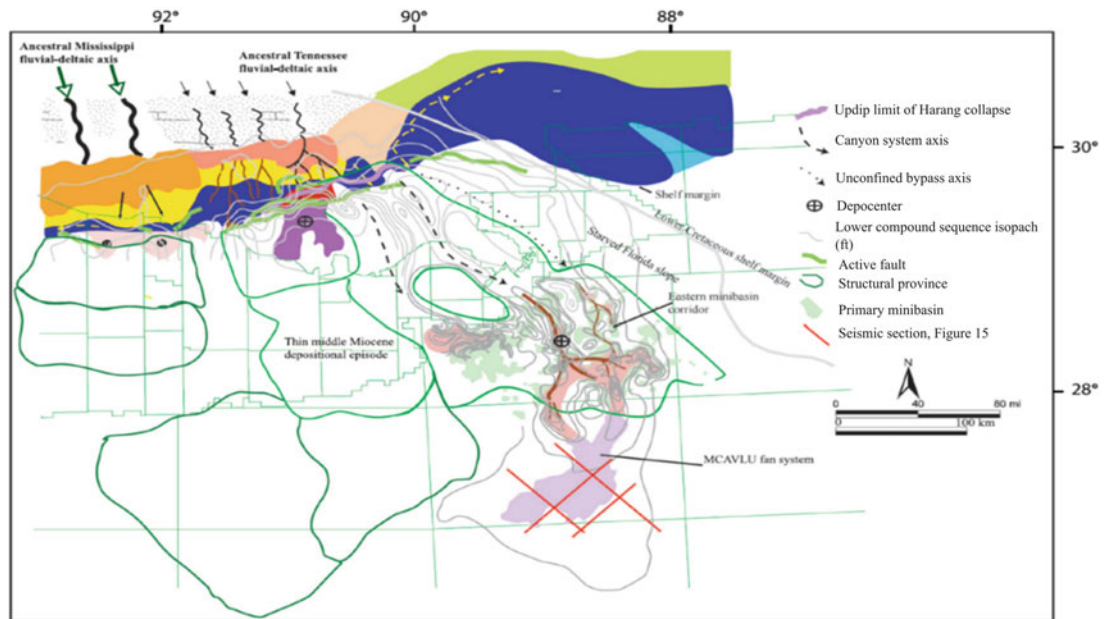 92°
90°
88°
Ancestral Mississippi
fluvial-deltaic axis
Ancestral Tennessee
fluvial-deltaic axis
Updip limit of Harang collapse
Canyon system axis
30°
Unconfined bypass axis
Shelf margin
Depocenter
Lower Cretaceous shelf margin
Lower compound sequence isopach
(ft)
Starved Florida slope
Active fault
Structural province
Eastern minibasin
corridor
Primary minibasin
Thin middle Miocene
depositional episode
Seismic section, Figure 15
N
28°
0 40 80 mi
0 100 km
MCAVLU fan system